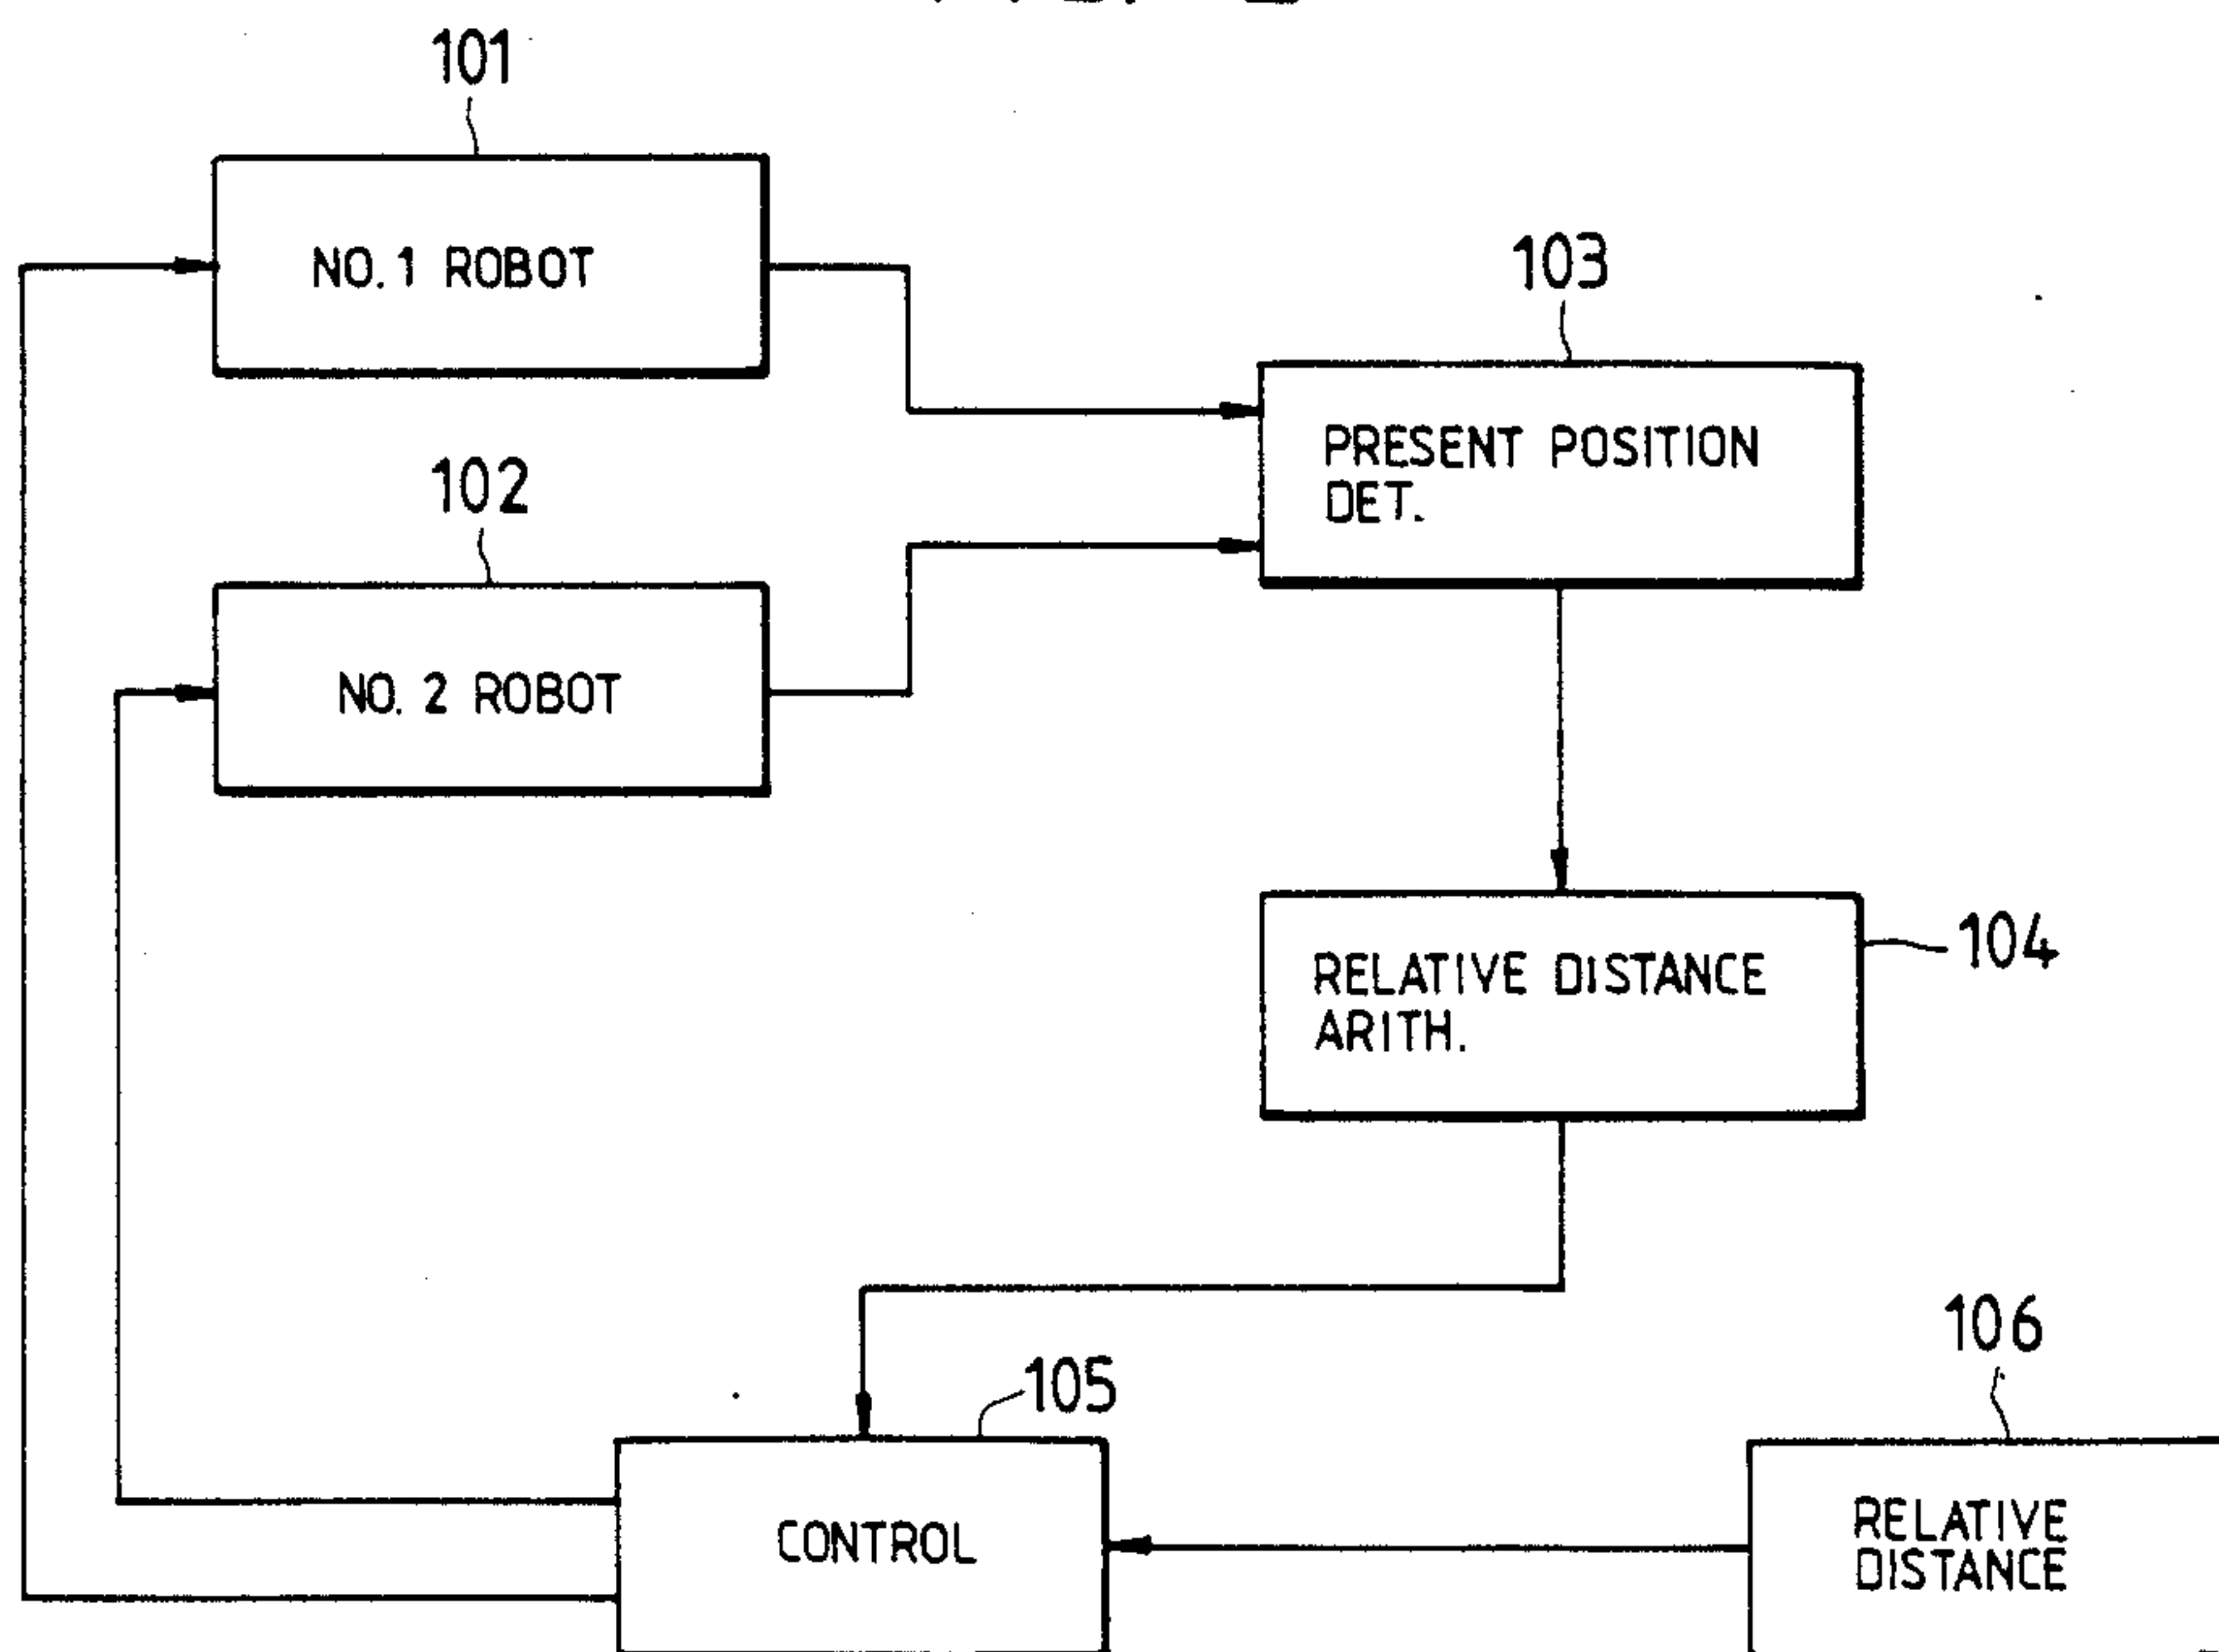 101
NO. 1 ROBOT
103
PRESENT POSITION
DET.
102
NO. 2 ROBOT
104
RELATIVE DISTANCE
ARITH.
106
105
CONTROL
RELATIVE
DISTANCE